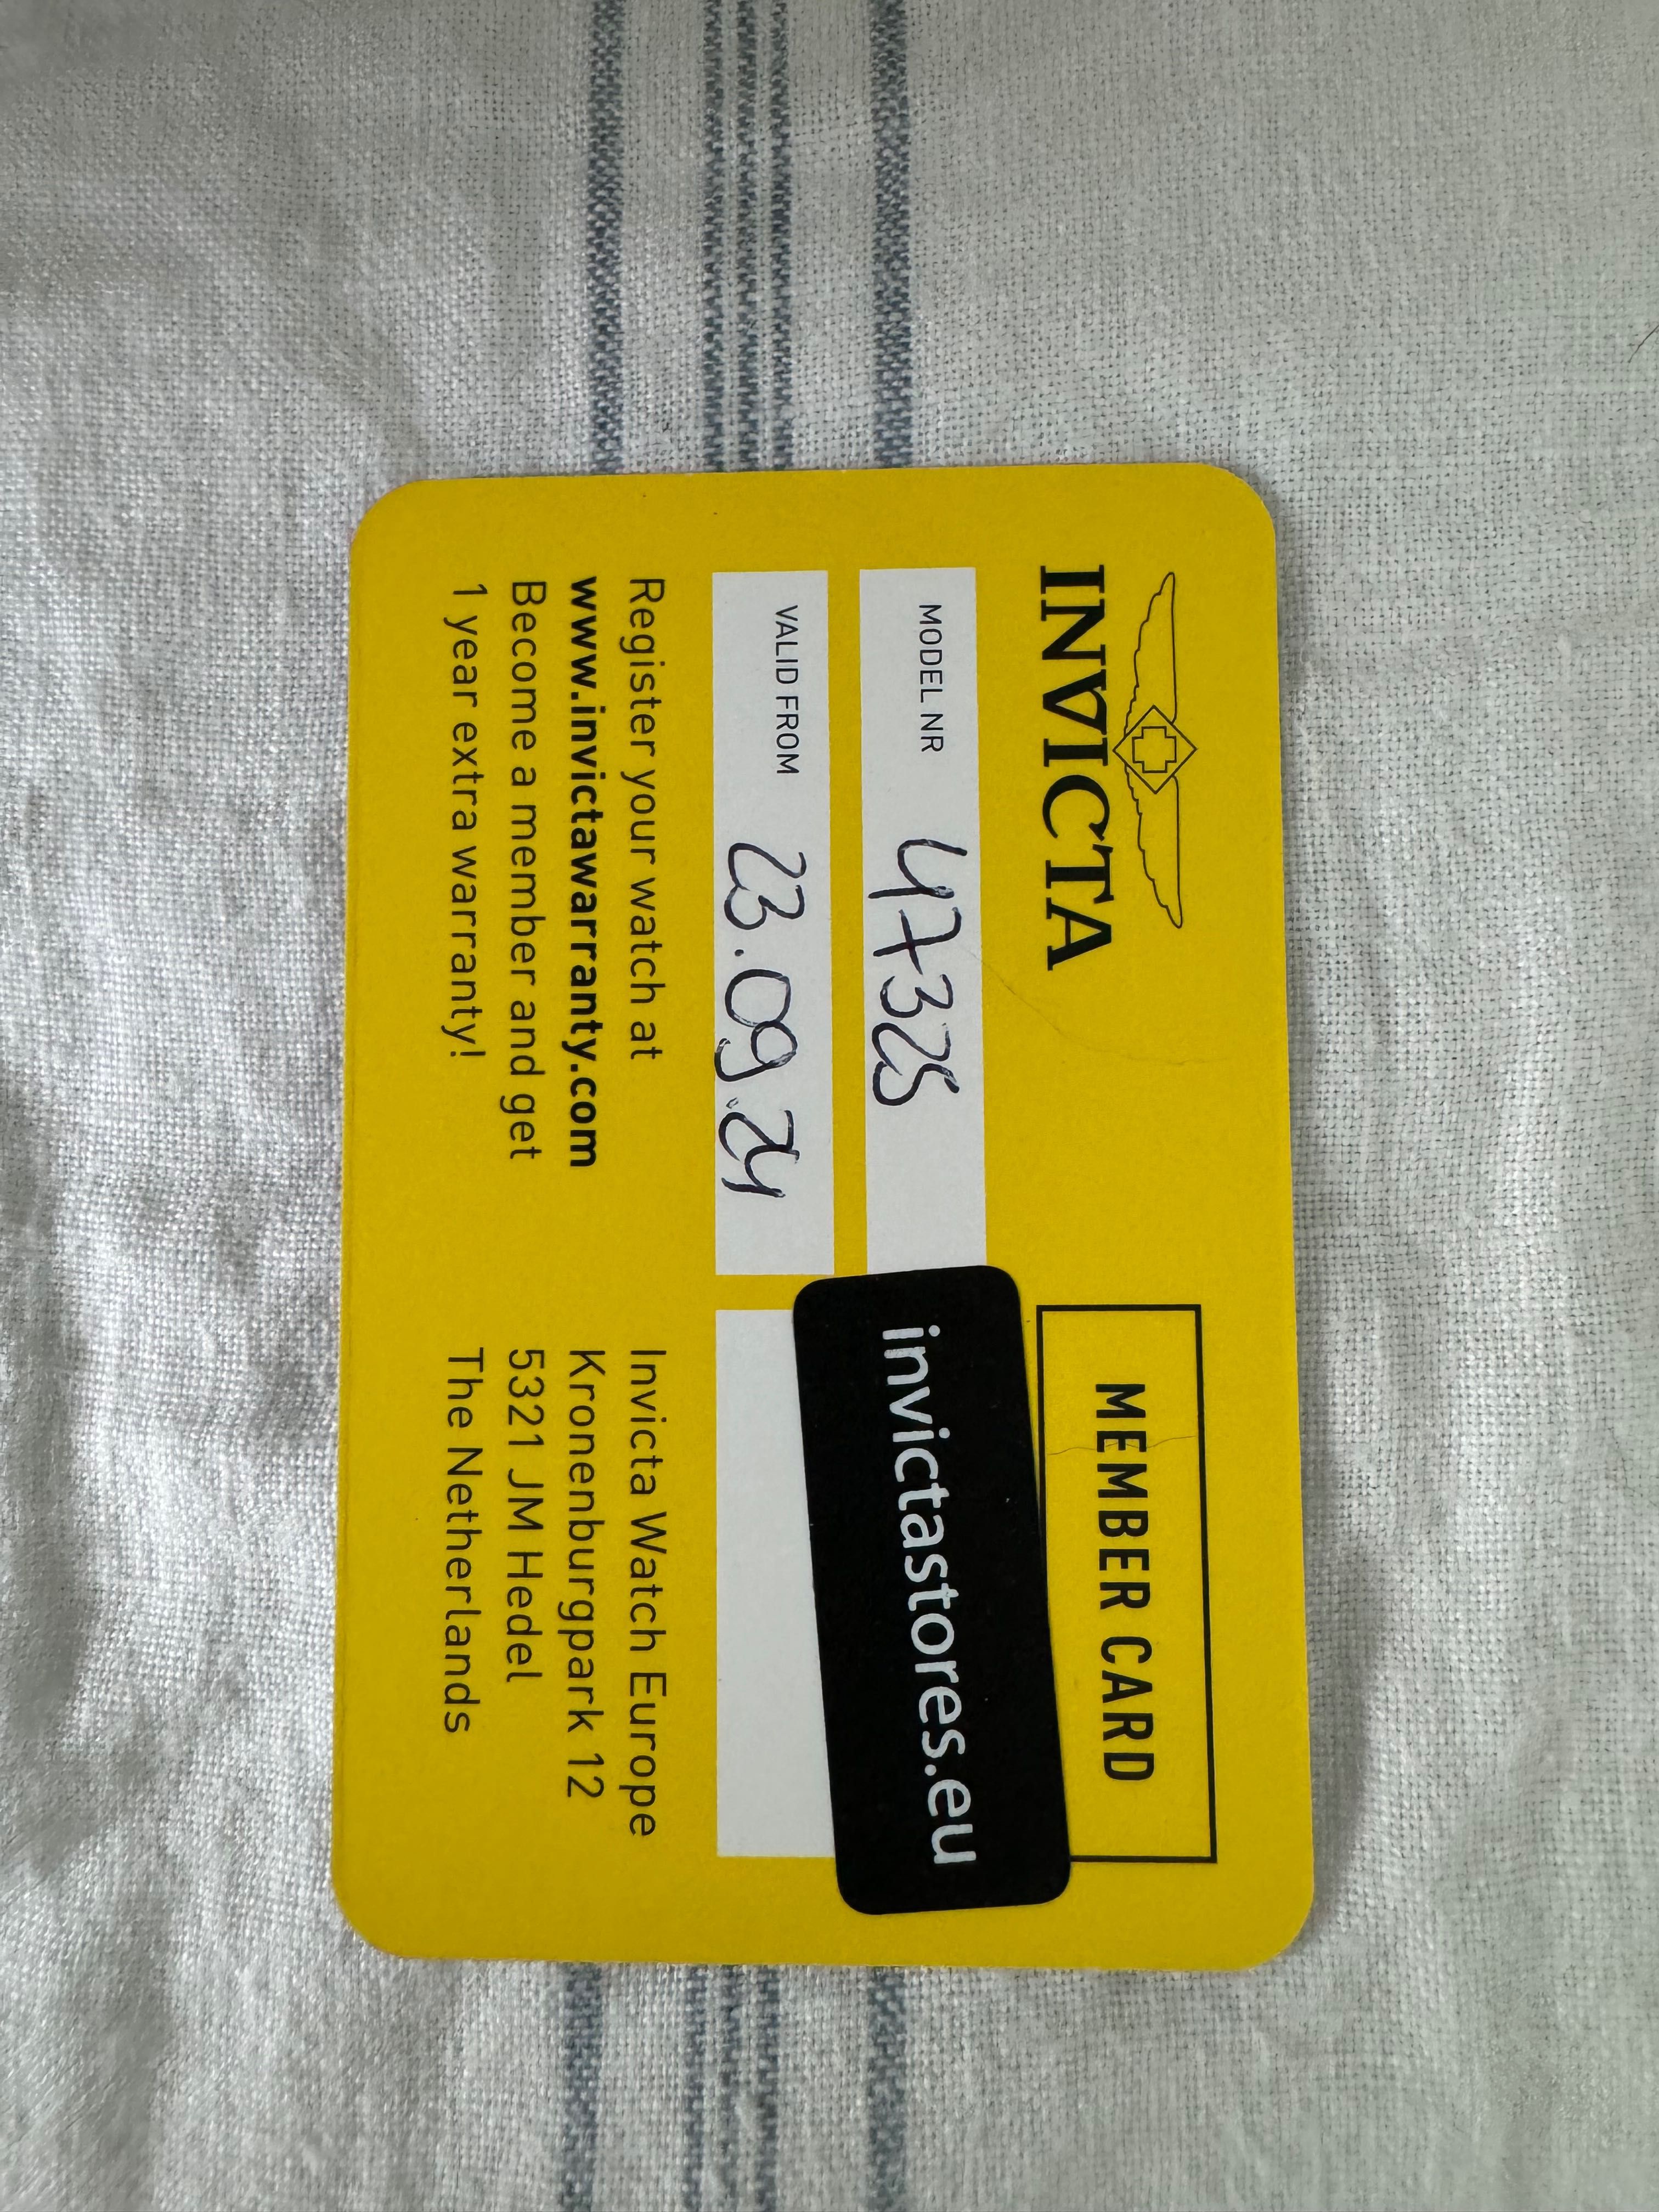 INVICTA
MEMBER CARD
MODEL NR 47325
invictastores.eu
VALID FROM 23.09.24
Register your watch at
www.invictawarranty.com
Become a member and get
1 year extra warranty!
Invicta Watch Europe
Kronenburgpark 12
5321 JM Hedel
The Netherlands